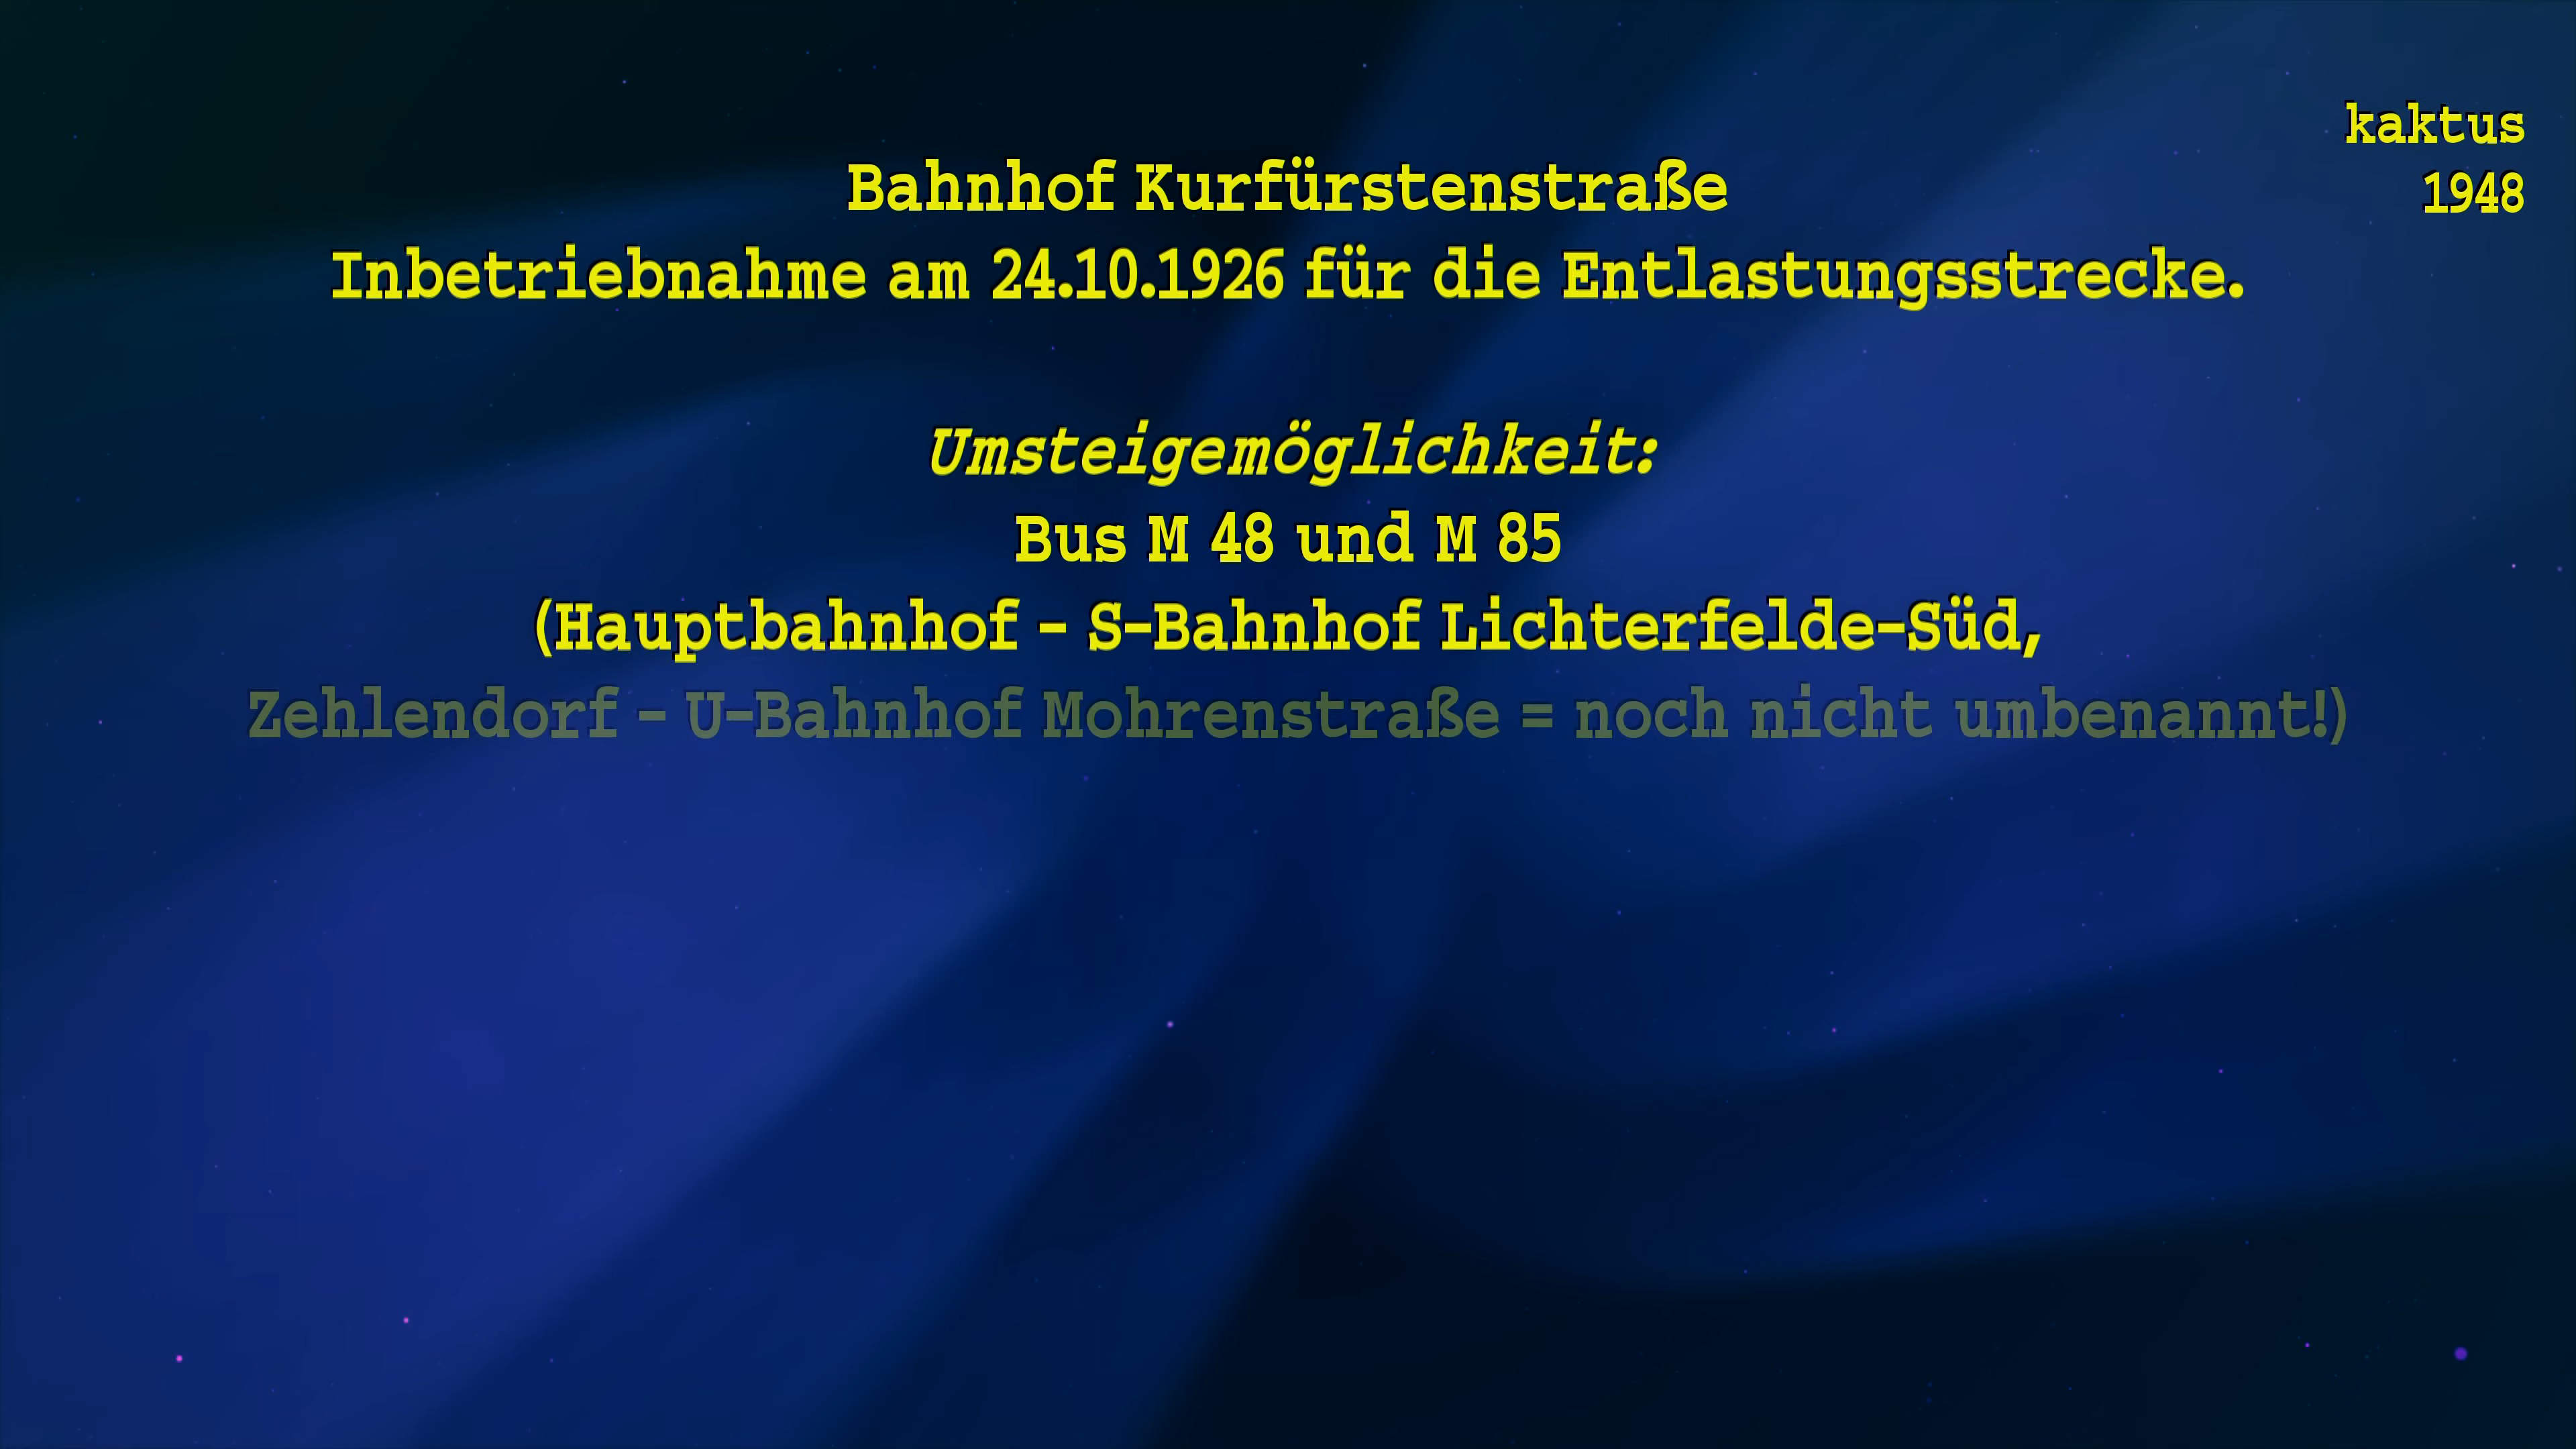 kaktus
1948
Bahnhof Kurfürstenstraße
Inbetriebnahme am 24.10.1926 für die Entlastungsstrecke.
Umsteigemöglichkeit:
Bus M 48 und M 85
(Hauptbahnhof - S-Bahnhof Lichterfelde-Süd,
Zehlendorf - U-Bahnhof Mohrenstraße = noch nicht umbenannt!)